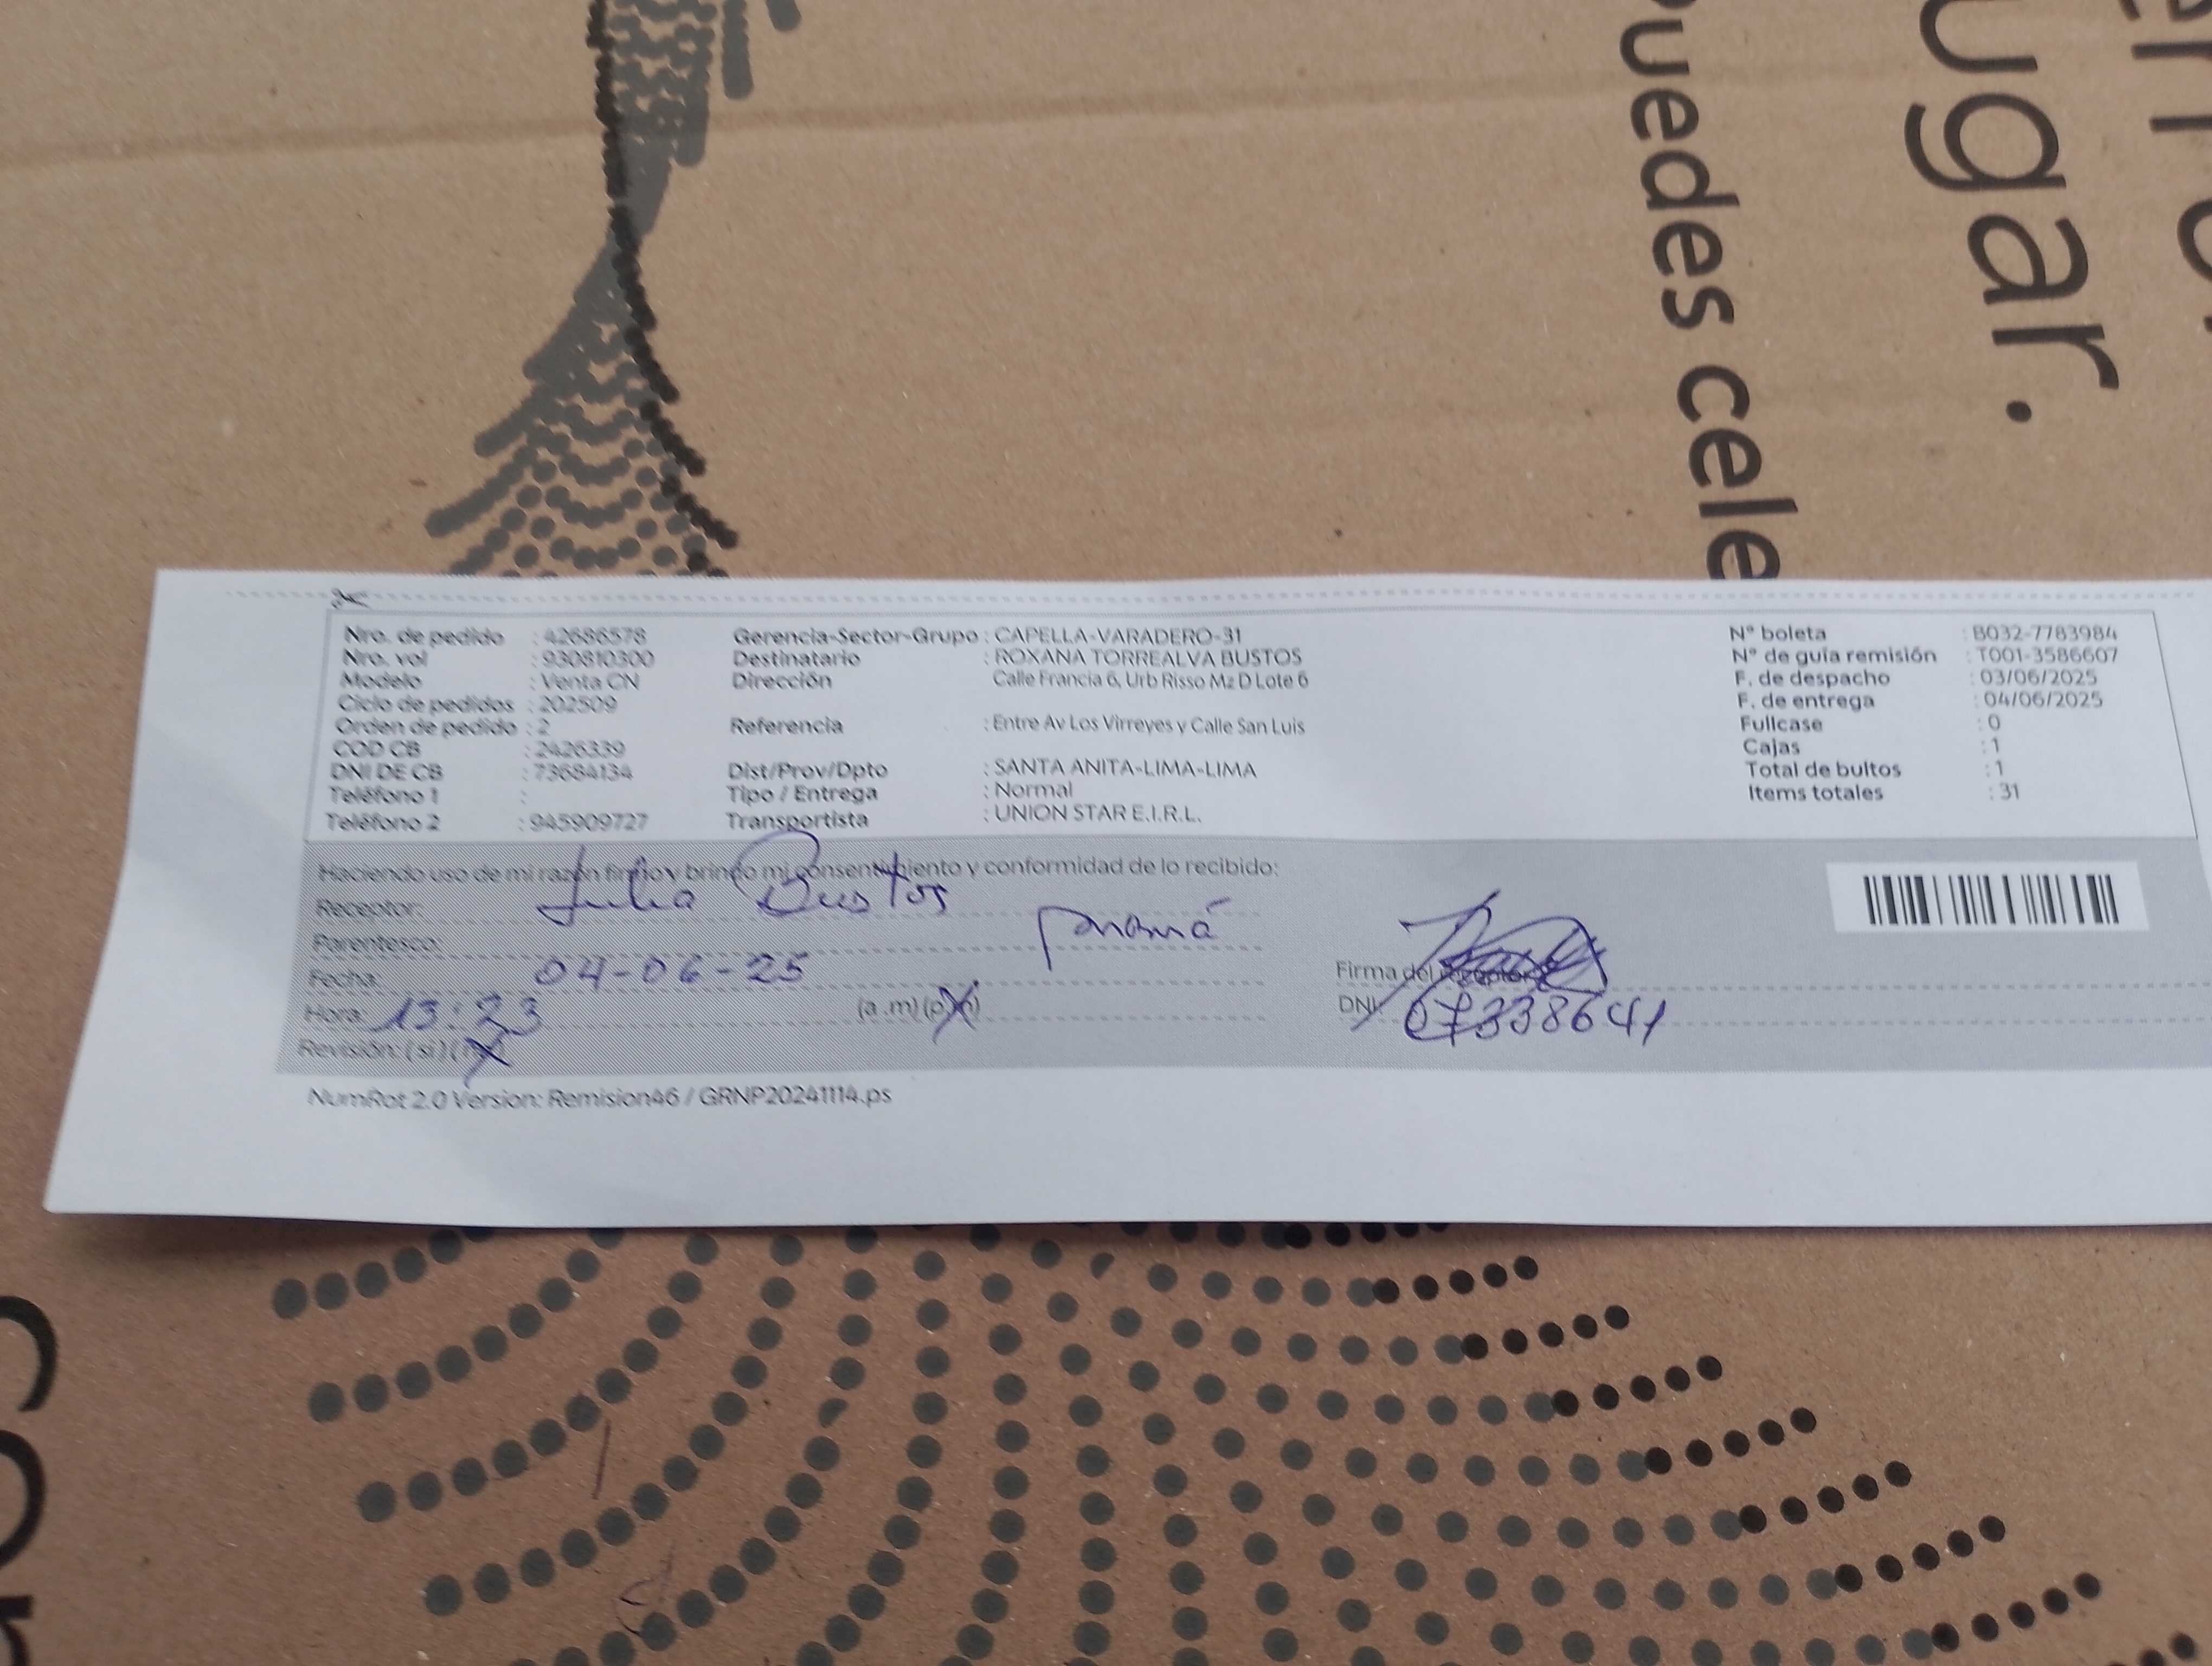 uedes cele
ugar.
Nro. de pedido : 42686578
Nro. vol : 930810300
Modelo : Venta CN
Ciclo de pedidos : 202509
Orden de pedido : 2
COD CB : 2426339
DNI DE CB : 73684134
Teléfono 1 :
Teléfono 2 : 945909727
Gerencia-Sector-Grupo : CAPELLA-VARADERO-31
Destinatario : ROXANA TORREALVA BUSTOS
Dirección Calle Francia 6, Urb Risso Mz D Lote 6
Referencia : Entre Av Los Virreyes y Calle San Luis
Dist/Prov/Dpto : SANTA ANITA-LIMA-LIMA
Tipo / Entrega : Normal
Transportista : UNION STAR E.I.R.L.
N° boleta : B032-7783984
N° de guía remisión : T001-3586607
F. de despacho : 03/06/2025
F. de entrega : 04/06/2025
Fullcase : 0
Cajas : 1
Total de bultos : 1
Items totales : 31
Haciendo uso de mi razón firmo y brindo mi consentimiento y conformidad de lo recibido:
Receptor: Julia Bustos
Parentesco:
Fecha: 04-06-25
Hora: 13:23 (a .m) (p.m)
Revisión: (si) (no)
Firma del receptor
DNI: 07338641
NumRot 2.0 Version: Remision46 / GRNP20241114.ps